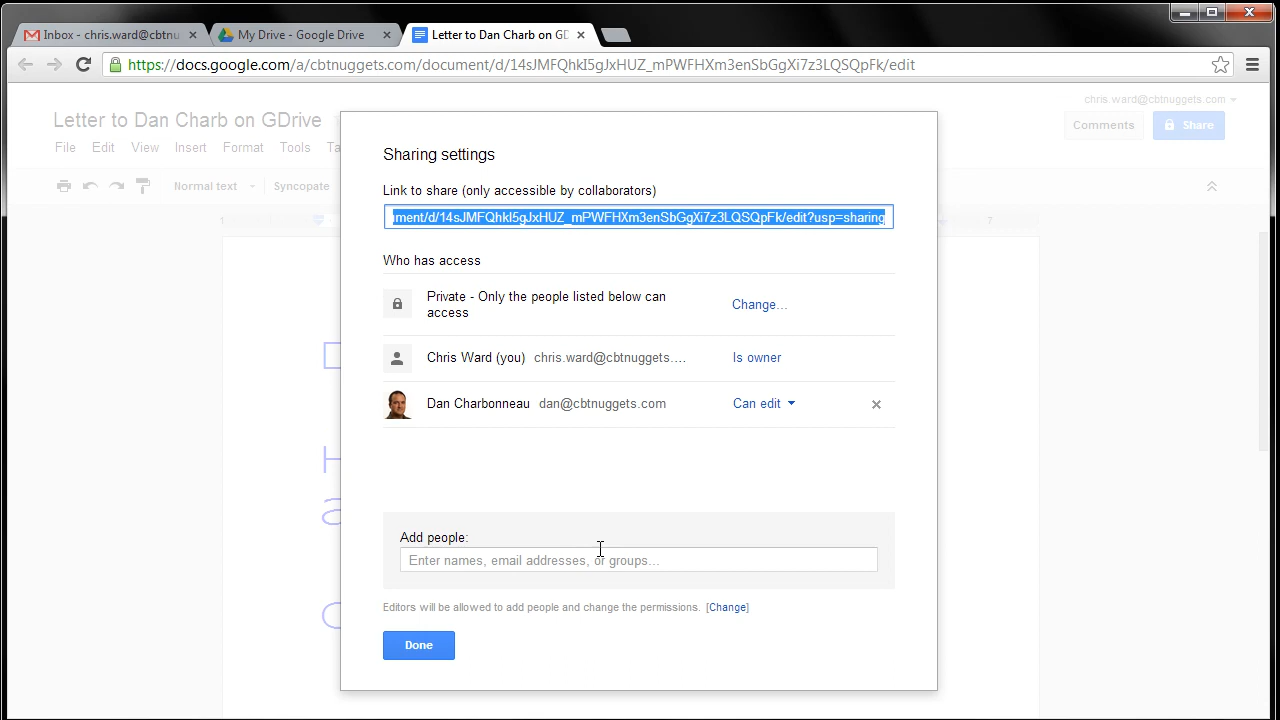 Inbox - chris.ward@cbtnu
My Drive - Google Drive
Letter to Dan Charb on GD
https://docs.google.com/a/cbtnuggets.com/document/d/14sJMFQhkI5gJxHUZ_mPWFHXm3enSbGgXi7z3LQSQpFk/edit
chris.ward@cbtnuggets.com
Letter to Dan Charb on GDrive
Comments
Share
File Edit View Insert Format Tools Ta
Normal text
Syncopate
1
7
Sharing settings
Link to share (only accessible by collaborators)
ment/d/14sJMFQhkI5gJxHUZ_mPWFHXm3enSbGgXi7z3LQSQpFk/edit?usp=sharing
Who has access
Private - Only the people listed below can
access
Change...
Chris Ward (you) chris.ward@cbtnuggets.... Is owner
Dan Charbonneau dan@cbtnuggets.com Can edit
Add people:
Enter names, email addresses, or groups...
Editors will be allowed to add people and change the permissions. [Change]
Done